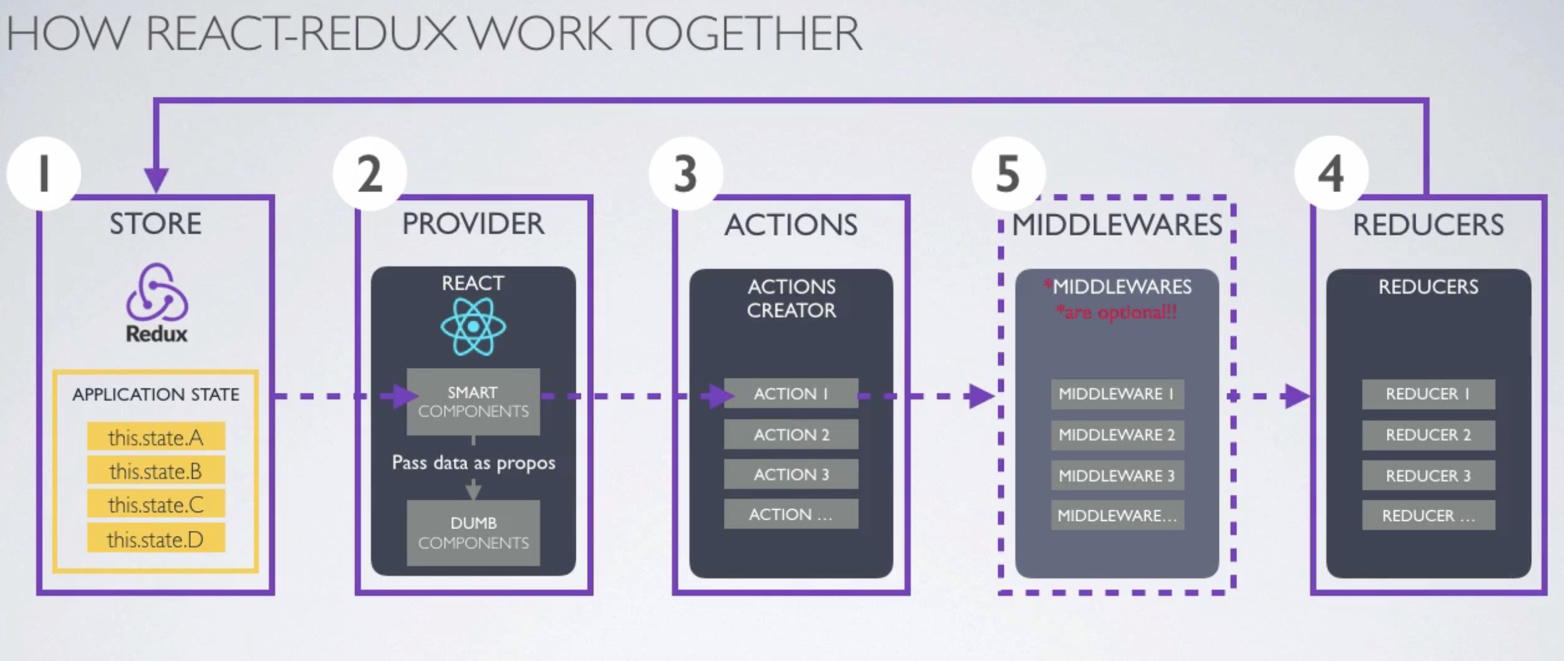 HOW REACT-REDUX WORK TOGETHER
1
STORE
Redux
APPLICATION STATE
this.state.A
this.state.B
this.state.C
this.state.D
2
PROVIDER
REACT
SMART
COMPONENTS
Pass data as propos
DUMB
COMPONENTS
3
ACTIONS
ACTIONS
CREATOR
ACTION 1
ACTION 2
ACTION 3
ACTION ...
5
MIDDLEWARES
*MIDDLEWARES
*are optional!!
MIDDLEWARE 1
MIDDLEWARE 2
MIDDLEWARE 3
MIDDLEWARE...
4
REDUCERS
REDUCERS
REDUCER 1
REDUCER 2
REDUCER 3
REDUCER ...